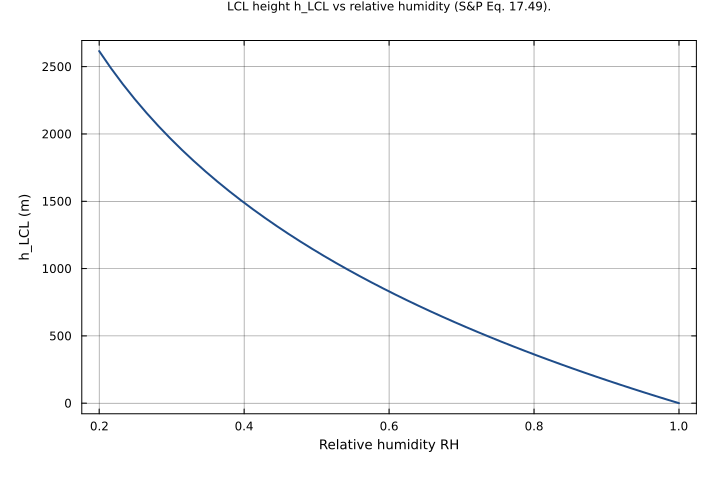 LCL height h_LCL vs relative humidity (S&P Eq. 17.49).
2500
2000
1500
1000
500
0
h_LCL (m)
0.2 0.4 0.6 0.8 1.0
Relative humidity RH